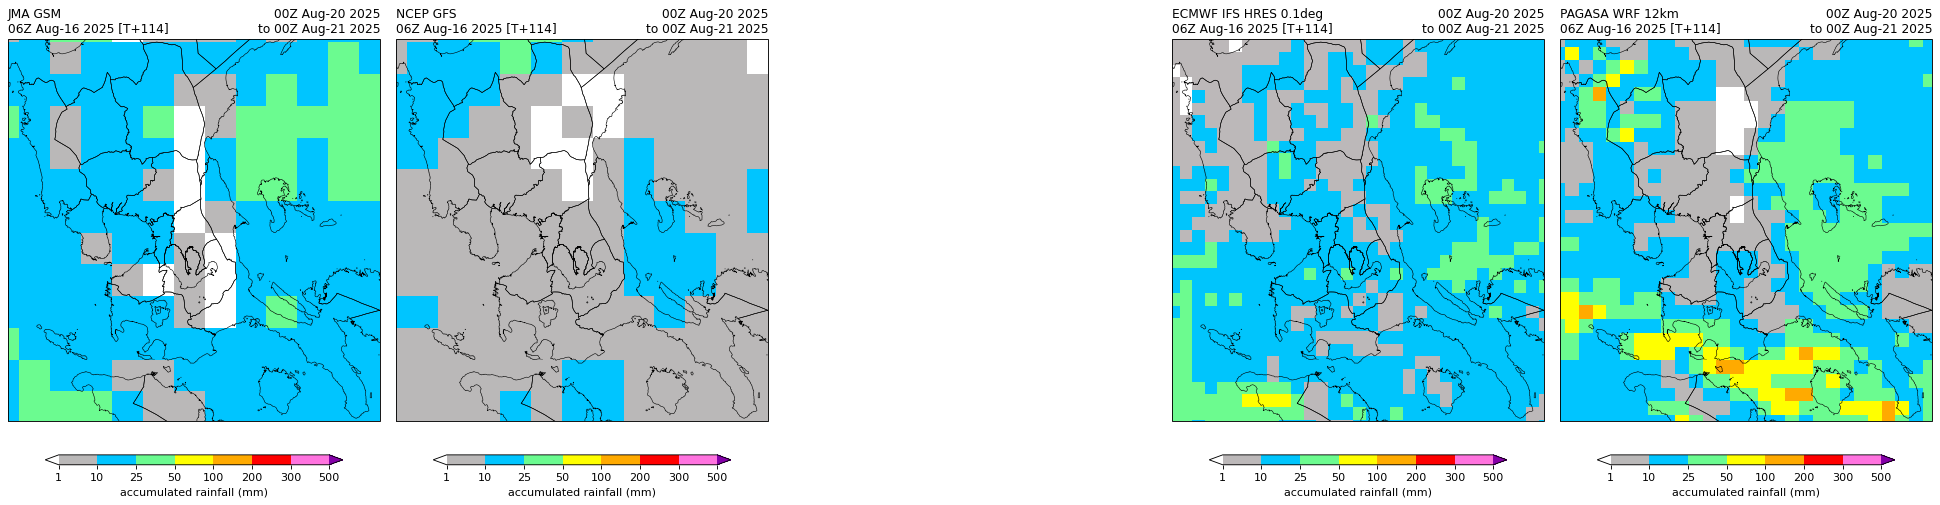 JMA GSM 00Z Aug-20 2025
06Z Aug-16 2025 [T+114] to 00Z Aug-21 2025
NCEP GFS 00Z Aug-20 2025
06Z Aug-16 2025 [T+114] to 00Z Aug-21 2025
ECMWF IFS HRES 0.1deg 00Z Aug-20 2025
06Z Aug-16 2025 [T+114] to 00Z Aug-21 2025
PAGASA WRF 12km 00Z Aug-20 2025
06Z Aug-16 2025 [T+114] to 00Z Aug-21 2025
1 10 25 50 100 200 300 500
accumulated rainfall (mm)
1 10 25 50 100 200 300 500
accumulated rainfall (mm)
1 10 25 50 100 200 300 500
accumulated rainfall (mm)
1 10 25 50 100 200 300 500
accumulated rainfall (mm)